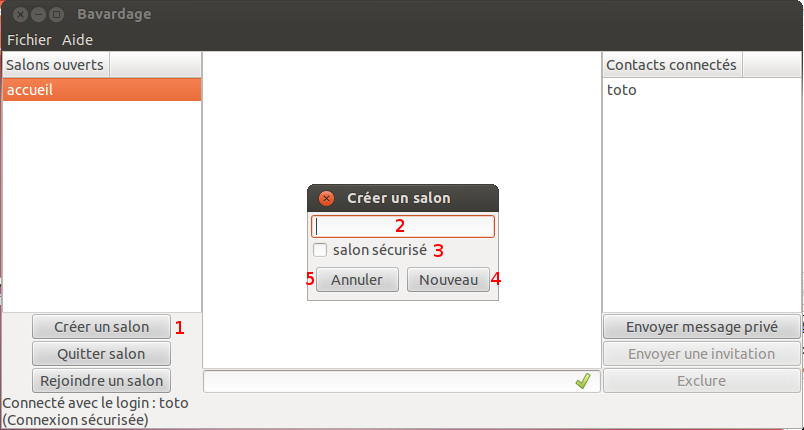 Bavardage
Fichier Aide
Salons ouverts
accueil
Contacts connectés
toto
Créer un salon
2
salon sécurisé 3
5 Annuler Nouveau 4
Créer un salon 1
Quitter salon
Rejoindre un salon
Envoyer message privé
Envoyer une invitation
Exclure
Connecté avec le login : toto
(Connexion sécurisée)